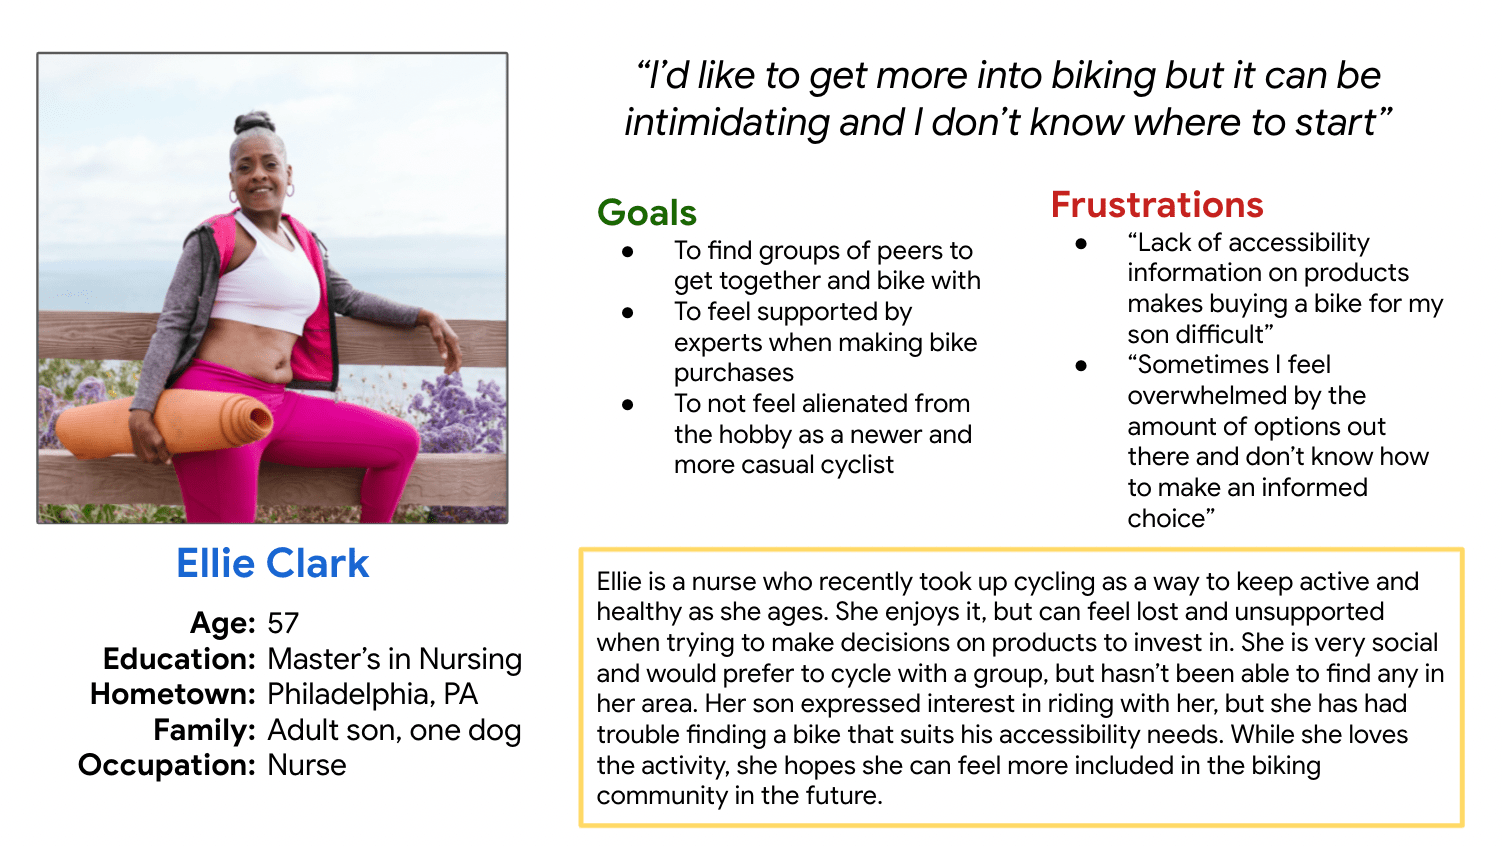 “I’d like to get more into biking but it can be
intimidating and I don’t know where to start”
Goals
● To find groups of peers to
get together and bike with
● To feel supported by
experts when making bike
purchases
● To not feel alienated from
the hobby as a newer and
more casual cyclist
Frustrations
● “Lack of accessibility
information on products
makes buying a bike for my
son difficult”
● “Sometimes I feel
overwhelmed by the
amount of options out
there and don’t know how
to make an informed
choice”
Ellie Clark
Age: 57
Education: Master’s in Nursing
Hometown: Philadelphia, PA
Family: Adult son, one dog
Occupation: Nurse
Ellie is a nurse who recently took up cycling as a way to keep active and
healthy as she ages. She enjoys it, but can feel lost and unsupported
when trying to make decisions on products to invest in. She is very social
and would prefer to cycle with a group, but hasn’t been able to find any in
her area. Her son expressed interest in riding with her, but she has had
trouble finding a bike that suits his accessibility needs. While she loves
the activity, she hopes she can feel more included in the biking
community in the future.